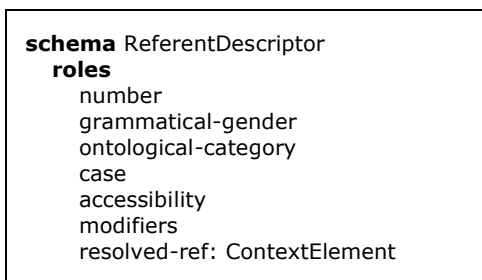 schema ReferentDescriptor
roles
number
grammatical-gender
ontological-category
case
accessibility
modifiers
resolved-ref: ContextElement